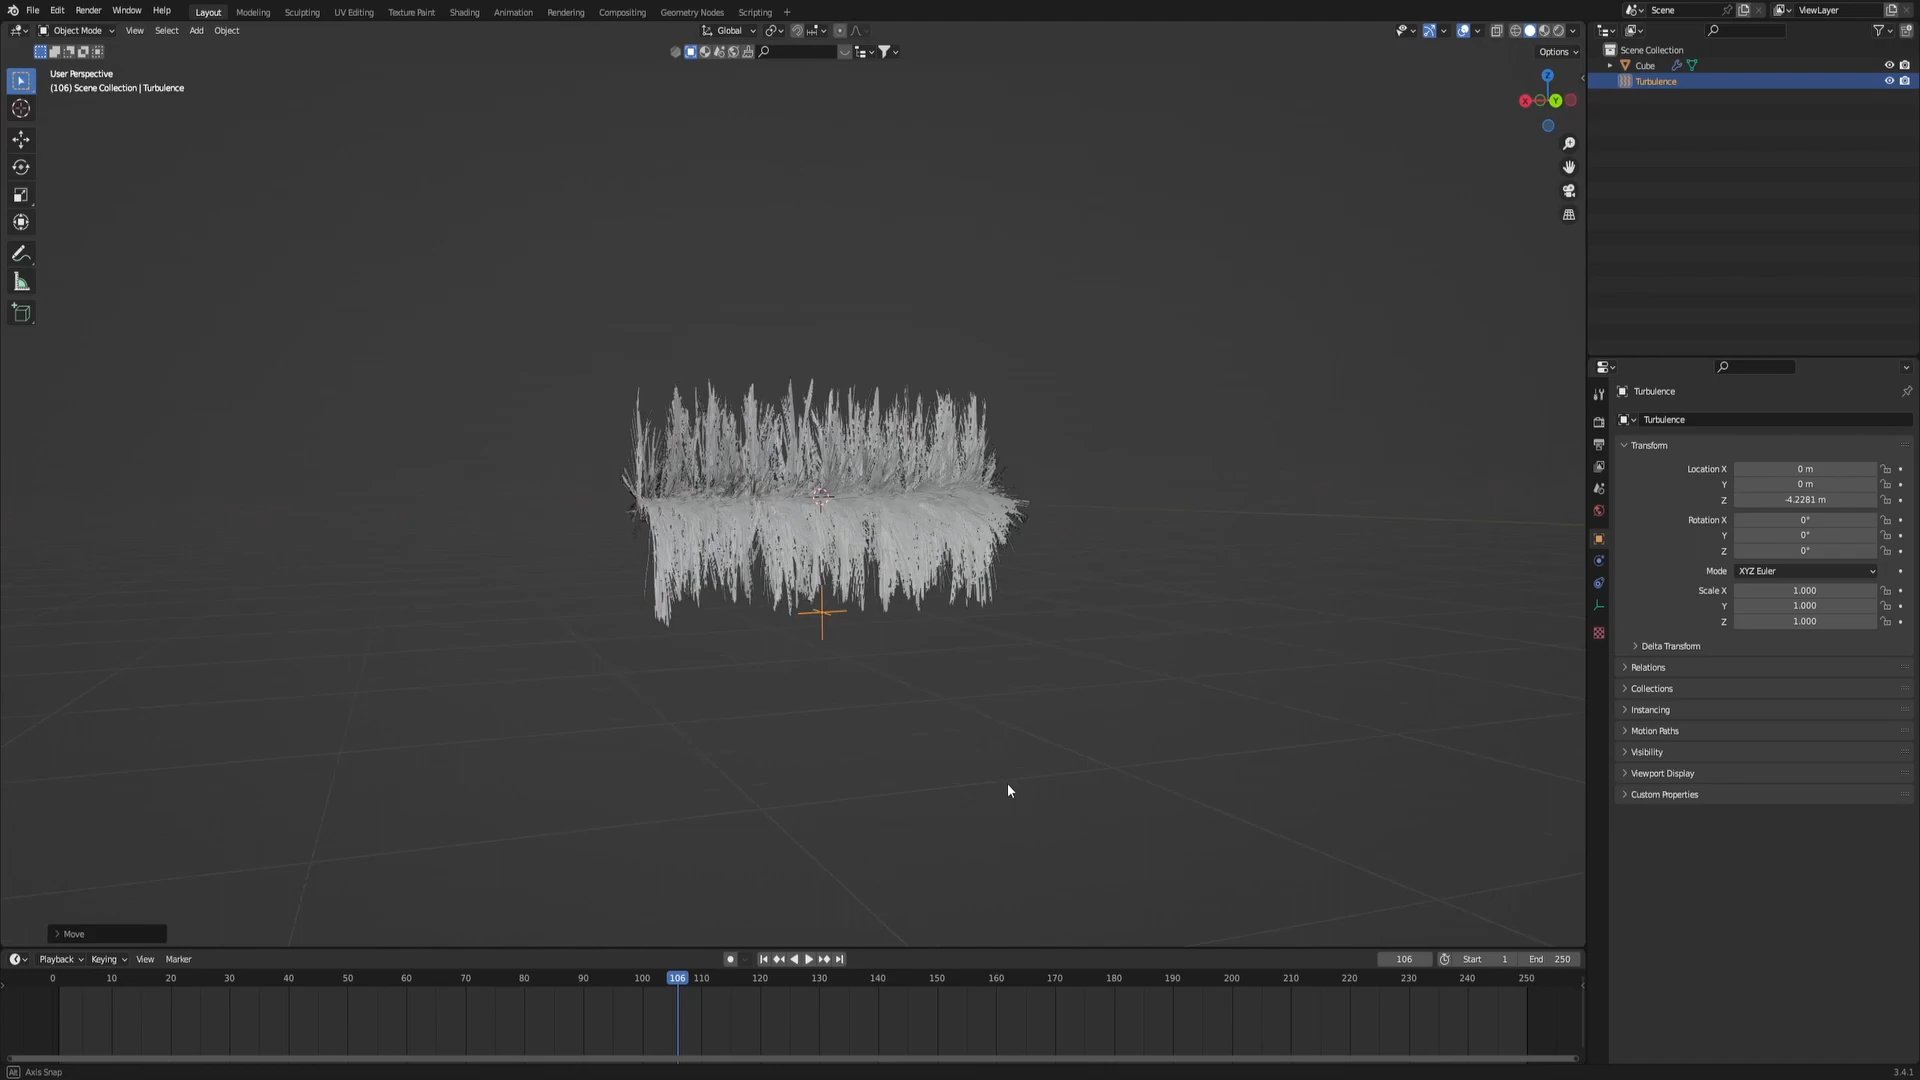 File Edit Render Window Help Layout Modeling Sculpting UV Editing Texture Paint Shading Animation Rendering Compositing Geometry Nodes Scripting + Scene ViewLayer
Object Mode View Select Add Object Global
Options
User Perspective
(106) Scene Collection | Turbulence
Z
X
Y
Scene Collection
Cube
Turbulence
Turbulence
Turbulence
Transform
Location X 0 m
Y 0 m
Z -4.2281 m
Rotation X 0°
Y 0°
Z 0°
Mode XYZ Euler
Scale X 1.000
Y 1.000
Z 1.000
Delta Transform
Relations
Collections
Instancing
Motion Paths
Visibility
Viewport Display
Custom Properties
Move
Playback Keying View Marker 106 Start 1 End 250
0 10 20 30 40 50 60 70 80 90 100 106 110 120 130 140 150 160 170 180 190 200 210 220 230 240 250
Alt Axis Snap 3.4.1